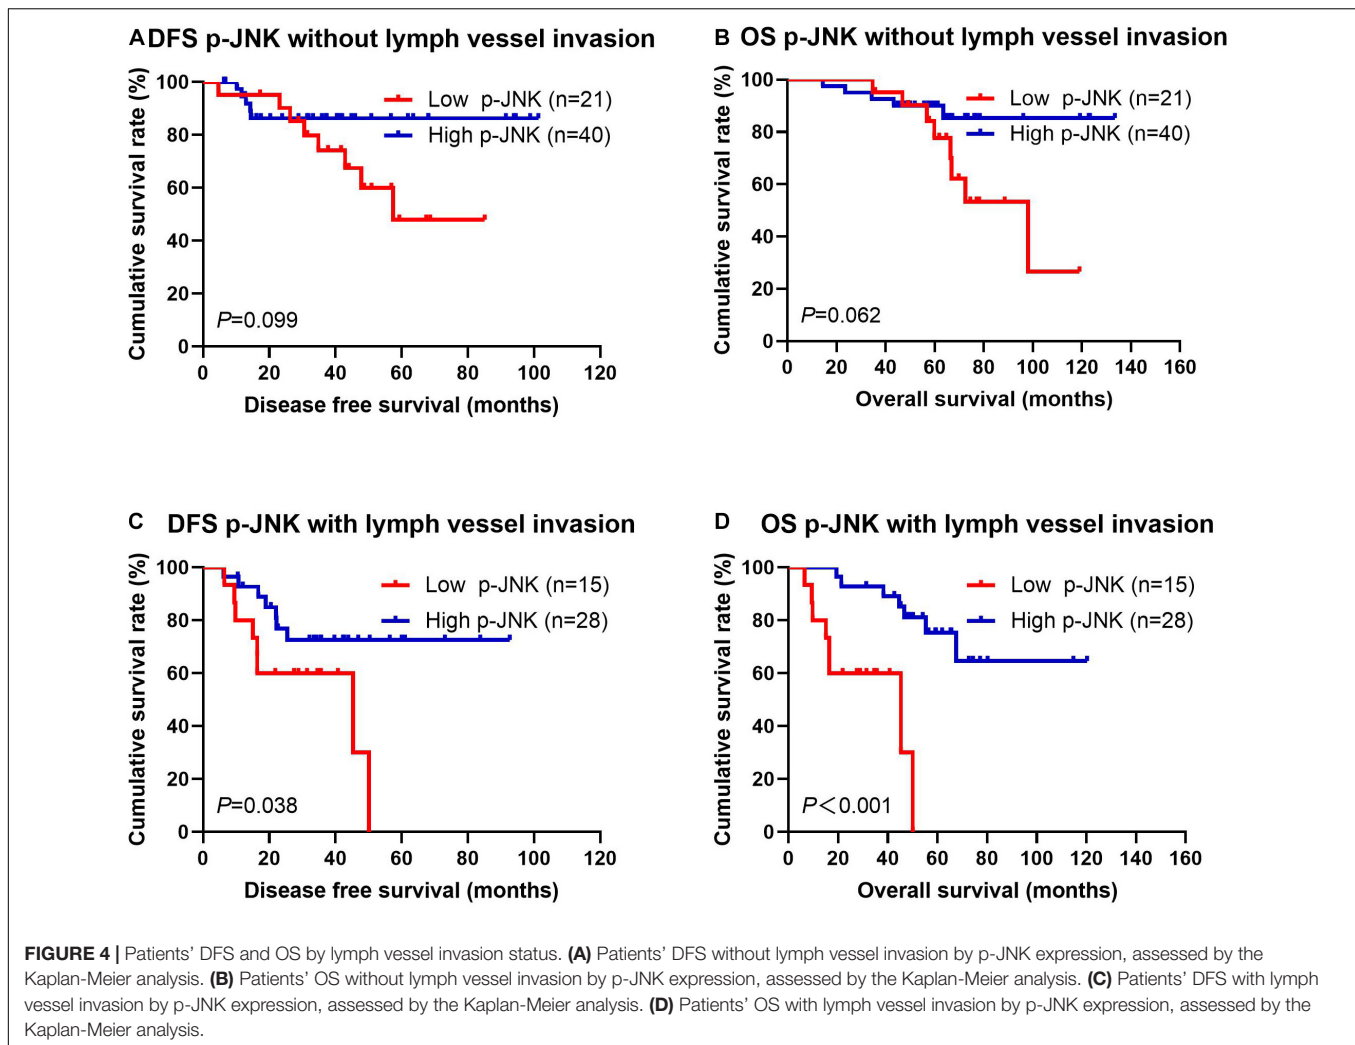 A DFS p-JNK without lymph vessel invasion
Cumulative survival rate (%)
100
80
60
40
20
0
Low p-JNK (n=21)
High p-JNK (n=40)
P=0.099
0 20 40 60 80 100 120
Disease free survival (months)
B OS p-JNK without lymph vessel invasion
Cumulative survival rate (%)
100
80
60
40
20
0
Low p-JNK (n=21)
High p-JNK (n=40)
P=0.062
0 20 40 60 80 100 120 140 160
Overall survival (months)
C DFS p-JNK with lymph vessel invasion
Cumulative survival rate (%)
100
80
60
40
20
0
Low p-JNK (n=15)
High p-JNK (n=28)
P=0.038
0 20 40 60 80 100 120
Disease free survival (months)
D OS p-JNK with lymph vessel invasion
Cumulative survival rate (%)
100
80
60
40
20
0
Low p-JNK (n=15)
High p-JNK (n=28)
P＜0.001
0 20 40 60 80 100 120 140 160
Overall survival (months)
FIGURE 4 | Patients’ DFS and OS by lymph vessel invasion status. (A) Patients’ DFS without lymph vessel invasion by p-JNK expression, assessed by the
Kaplan-Meier analysis. (B) Patients’ OS without lymph vessel invasion by p-JNK expression, assessed by the Kaplan-Meier analysis. (C) Patients’ DFS with lymph
vessel invasion by p-JNK expression, assessed by the Kaplan-Meier analysis. (D) Patients’ OS with lymph vessel invasion by p-JNK expression, assessed by the
Kaplan-Meier analysis.